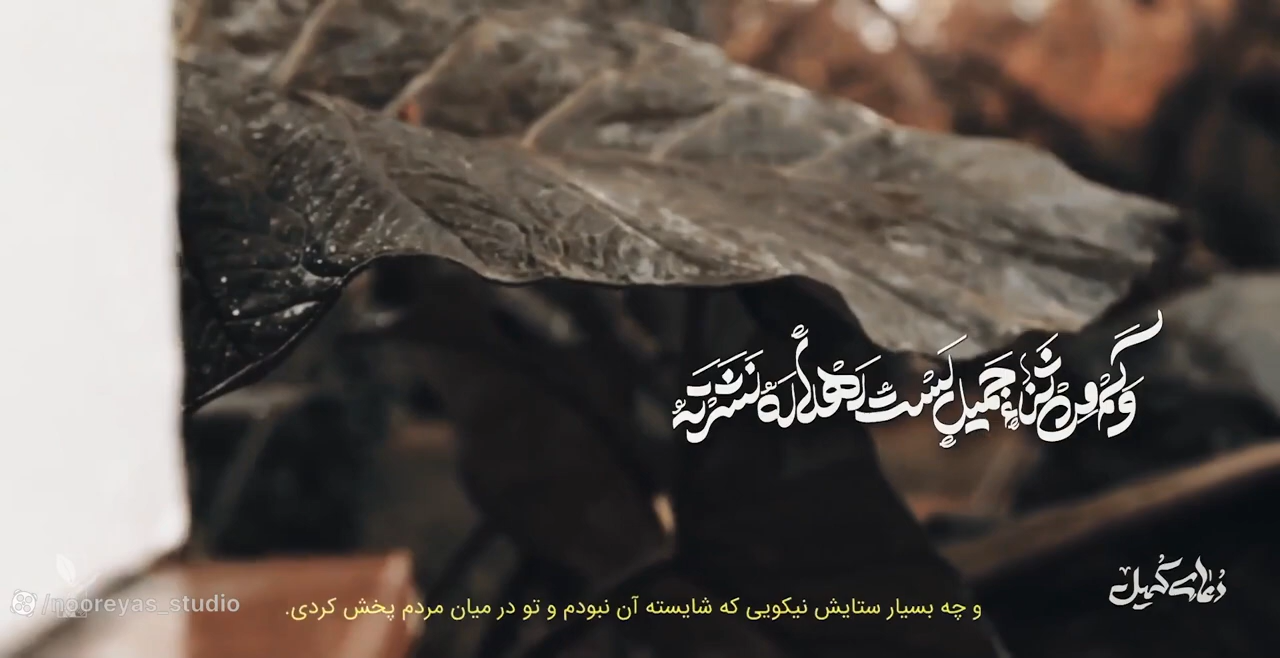 وَكَمْ مِنْ ثَنَاءٍ جَمِيلٍ لَسْتُ أَهْلاً لَهُ نَشَرْتَهُ
دعای کمیل
و چه بسیار ستایش نیکویی که شایسته آن نبودم و تو در میان مردم پخش کردی.
/nooreyas_studio